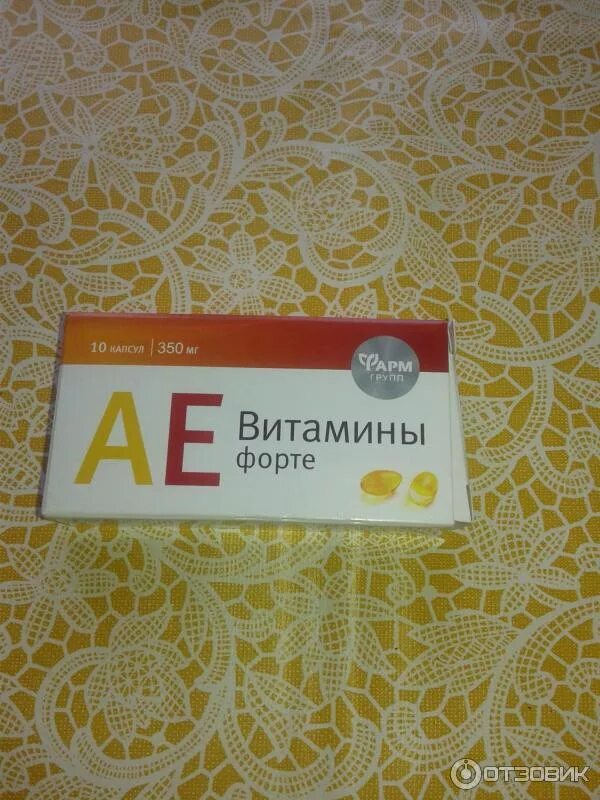 10 КАПСУЛ | 350 МГ
ФАРМ
ГРУПП
АЕ Витамины
форте
ОТЗОВИК